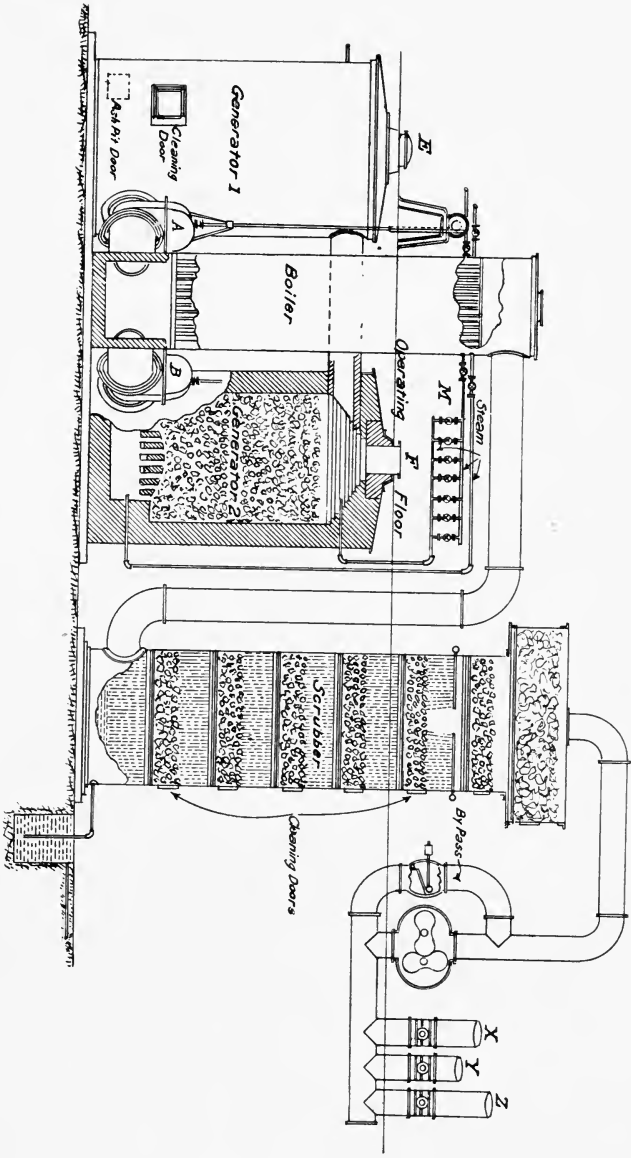 E
Generator 1
Cleaning
Door
Ash Pit Door
A
Boiler
B
Operating Floor
Steam
M
F
Generator 2
Scrubber
Cleaning Doors
By Pass
X
Y
Z